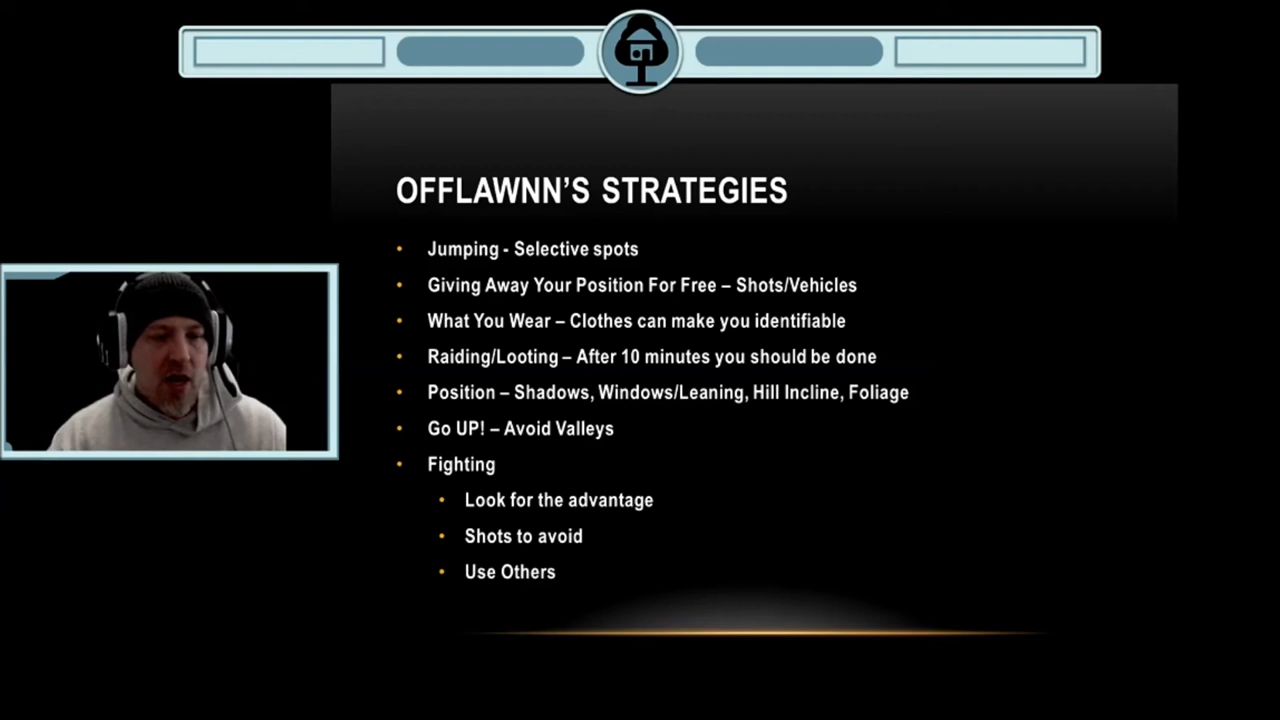 OFFLAWNN’S STRATEGIES
• Jumping - Selective spots
• Giving Away Your Position For Free – Shots/Vehicles
• What You Wear – Clothes can make you identifiable
• Raiding/Looting – After 10 minutes you should be done
• Position – Shadows, Windows/Leaning, Hill Incline, Foliage
• Go UP! – Avoid Valleys
• Fighting
• Look for the advantage
• Shots to avoid
• Use Others